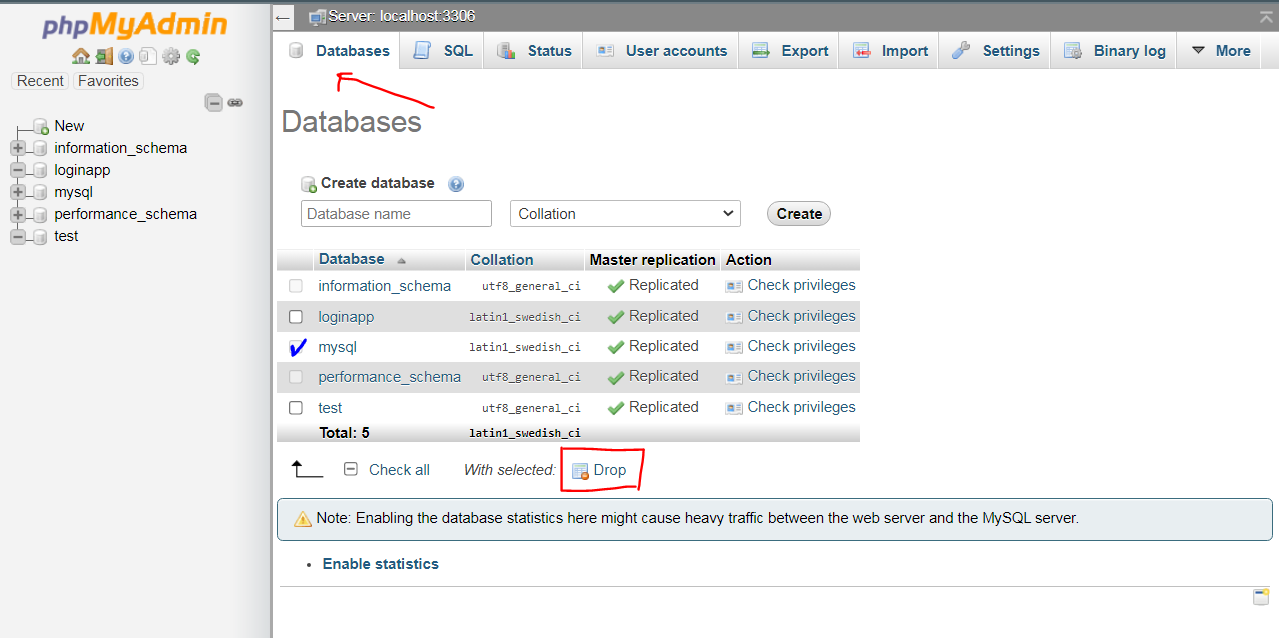 phpMyAdmin
Recent Favorites
New
information_schema
loginapp
mysql
performance_schema
test
Server: localhost:3306
Databases SQL Status User accounts Export Import Settings Binary log More
Databases
Create database
Database name Collation Create
Database Collation Master replication Action
information_schema utf8_general_ci Replicated Check privileges
loginapp latin1_swedish_ci Replicated Check privileges
mysql latin1_swedish_ci Replicated Check privileges
performance_schema utf8_general_ci Replicated Check privileges
test utf8_general_ci Replicated Check privileges
Total: 5 latin1_swedish_ci
Check all With selected: Drop
Note: Enabling the database statistics here might cause heavy traffic between the web server and the MySQL server.
Enable statistics